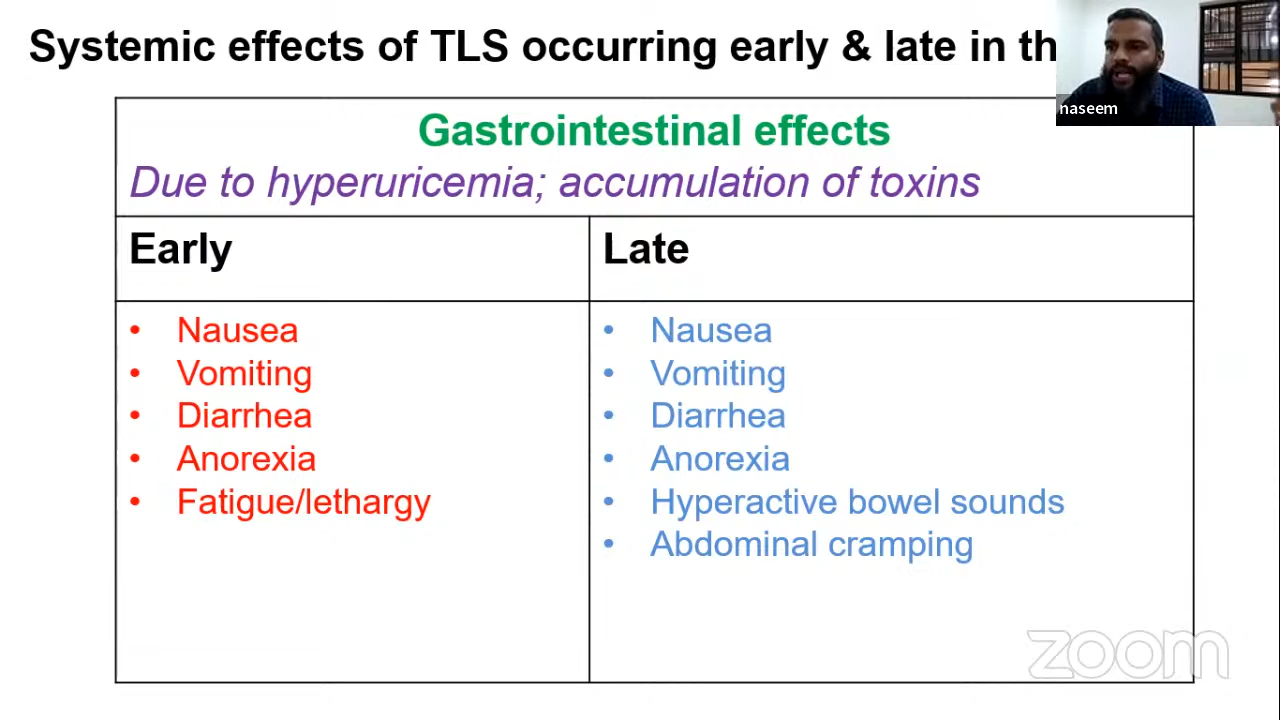 Systemic effects of TLS occurring early & late in th
naseem
Gastrointestinal effects
Due to hyperuricemia; accumulation of toxins
Early
Late
• Nausea
• Vomiting
• Diarrhea
• Anorexia
• Fatigue/lethargy
• Nausea
• Vomiting
• Diarrhea
• Anorexia
• Hyperactive bowel sounds
• Abdominal cramping
zoom